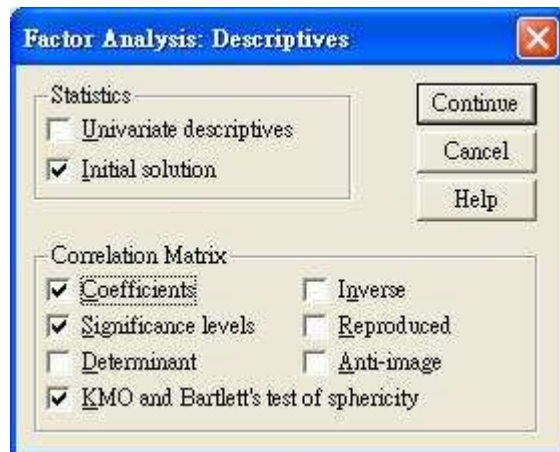 Factor Analysis: Descriptives
Statistics
Univariate descriptives
Initial solution
Continue
Cancel
Help
Correlation Matrix
Coefficients
Inverse
Significance levels
Reproduced
Determinant
Anti-image
KMO and Bartlett's test of sphericity